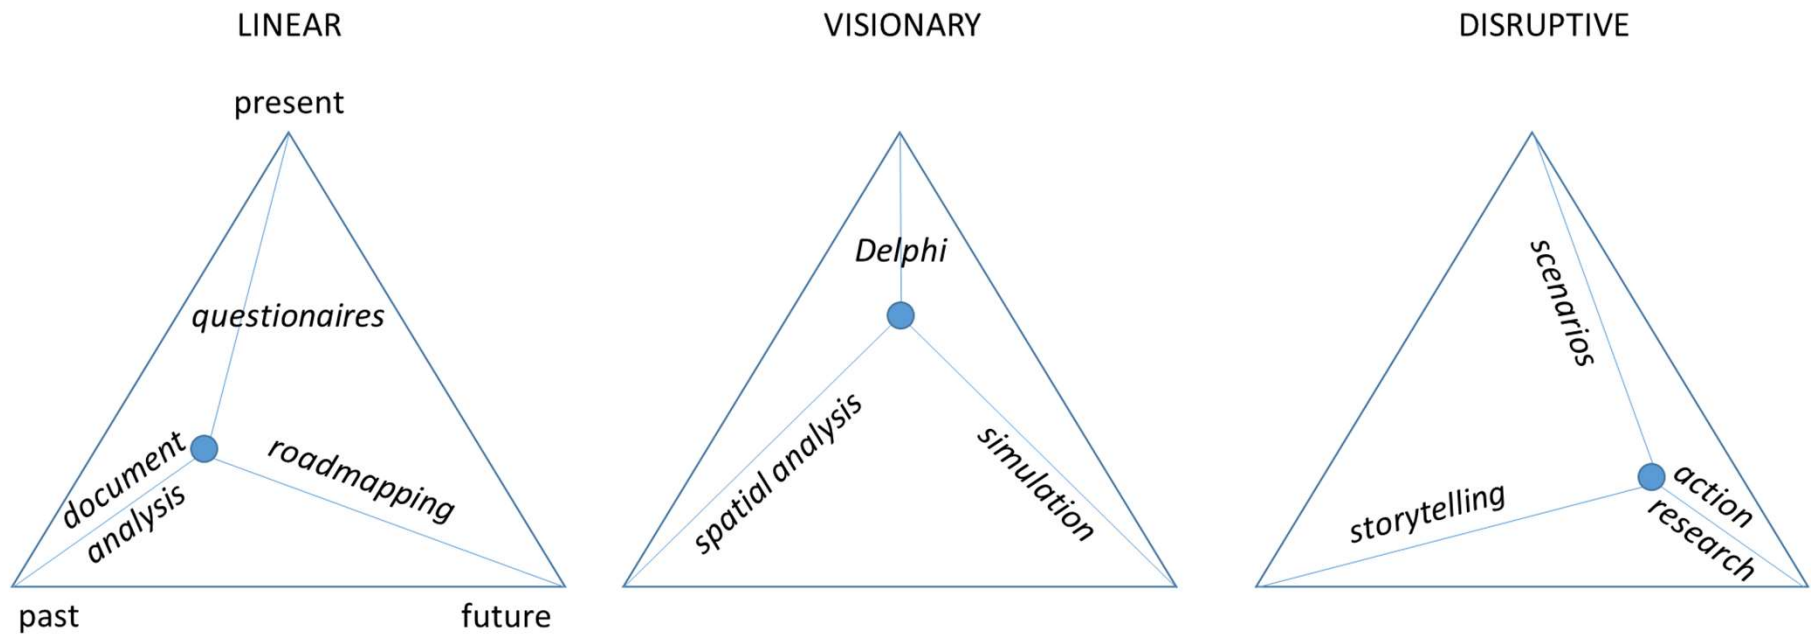 LINEAR
VISIONARY
DISRUPTIVE
present
questionaires
document
analysis
roadmapping
past
future
Delphi
spatial analysis
simulation
scenarios
storytelling
action
research